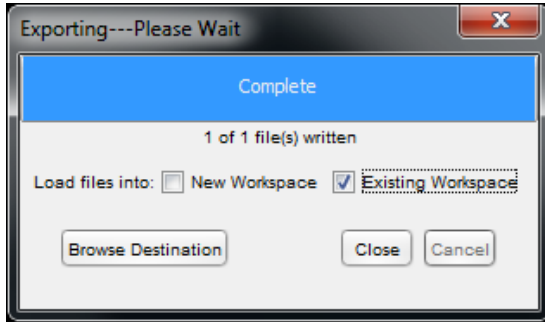 Exporting---Please Wait
Complete
1 of 1 file(s) written
Load files into: New Workspace Existing Workspace
Browse Destination Close Cancel